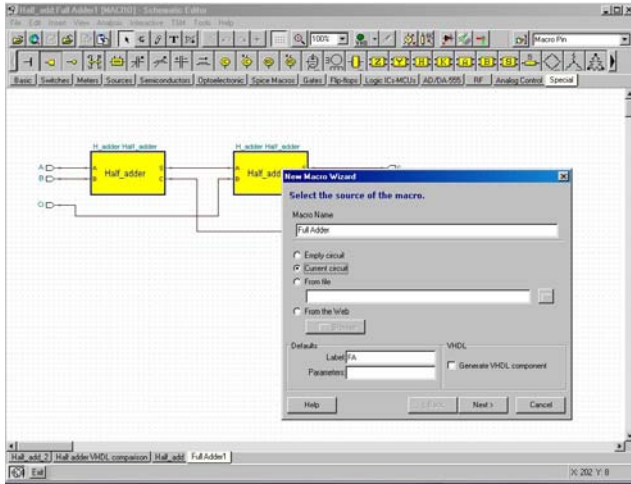 Half_add:Full Adder1 [MACRO] - Schematic Editor
File Edit Insert View Analysis Interactive T&M Tools Help
100%
Macro Pin
Basic Switches Meters Sources Semiconductors Optoelectronic Spice Macros Gates Flip-flops Logic ICs-MCUs AD/DA-555 RF Analog Control Special
H_adder Half_adder
H_adder Half_adder
A
B
A
B
Half_adder
S
C
A
B
Half_add
New Macro Wizard
Select the source of the macro.
Macro Name
Full Adder
Empty circuit
Current circuit
From file
From the Web
Defaults
Label FA
Parameters
VHDL
Generate VHDL component
Help
Next >
Cancel
Half_add_2 Half adder VHDL comparison Half_add Full Adder1
Exit
X: 202 Y: 8